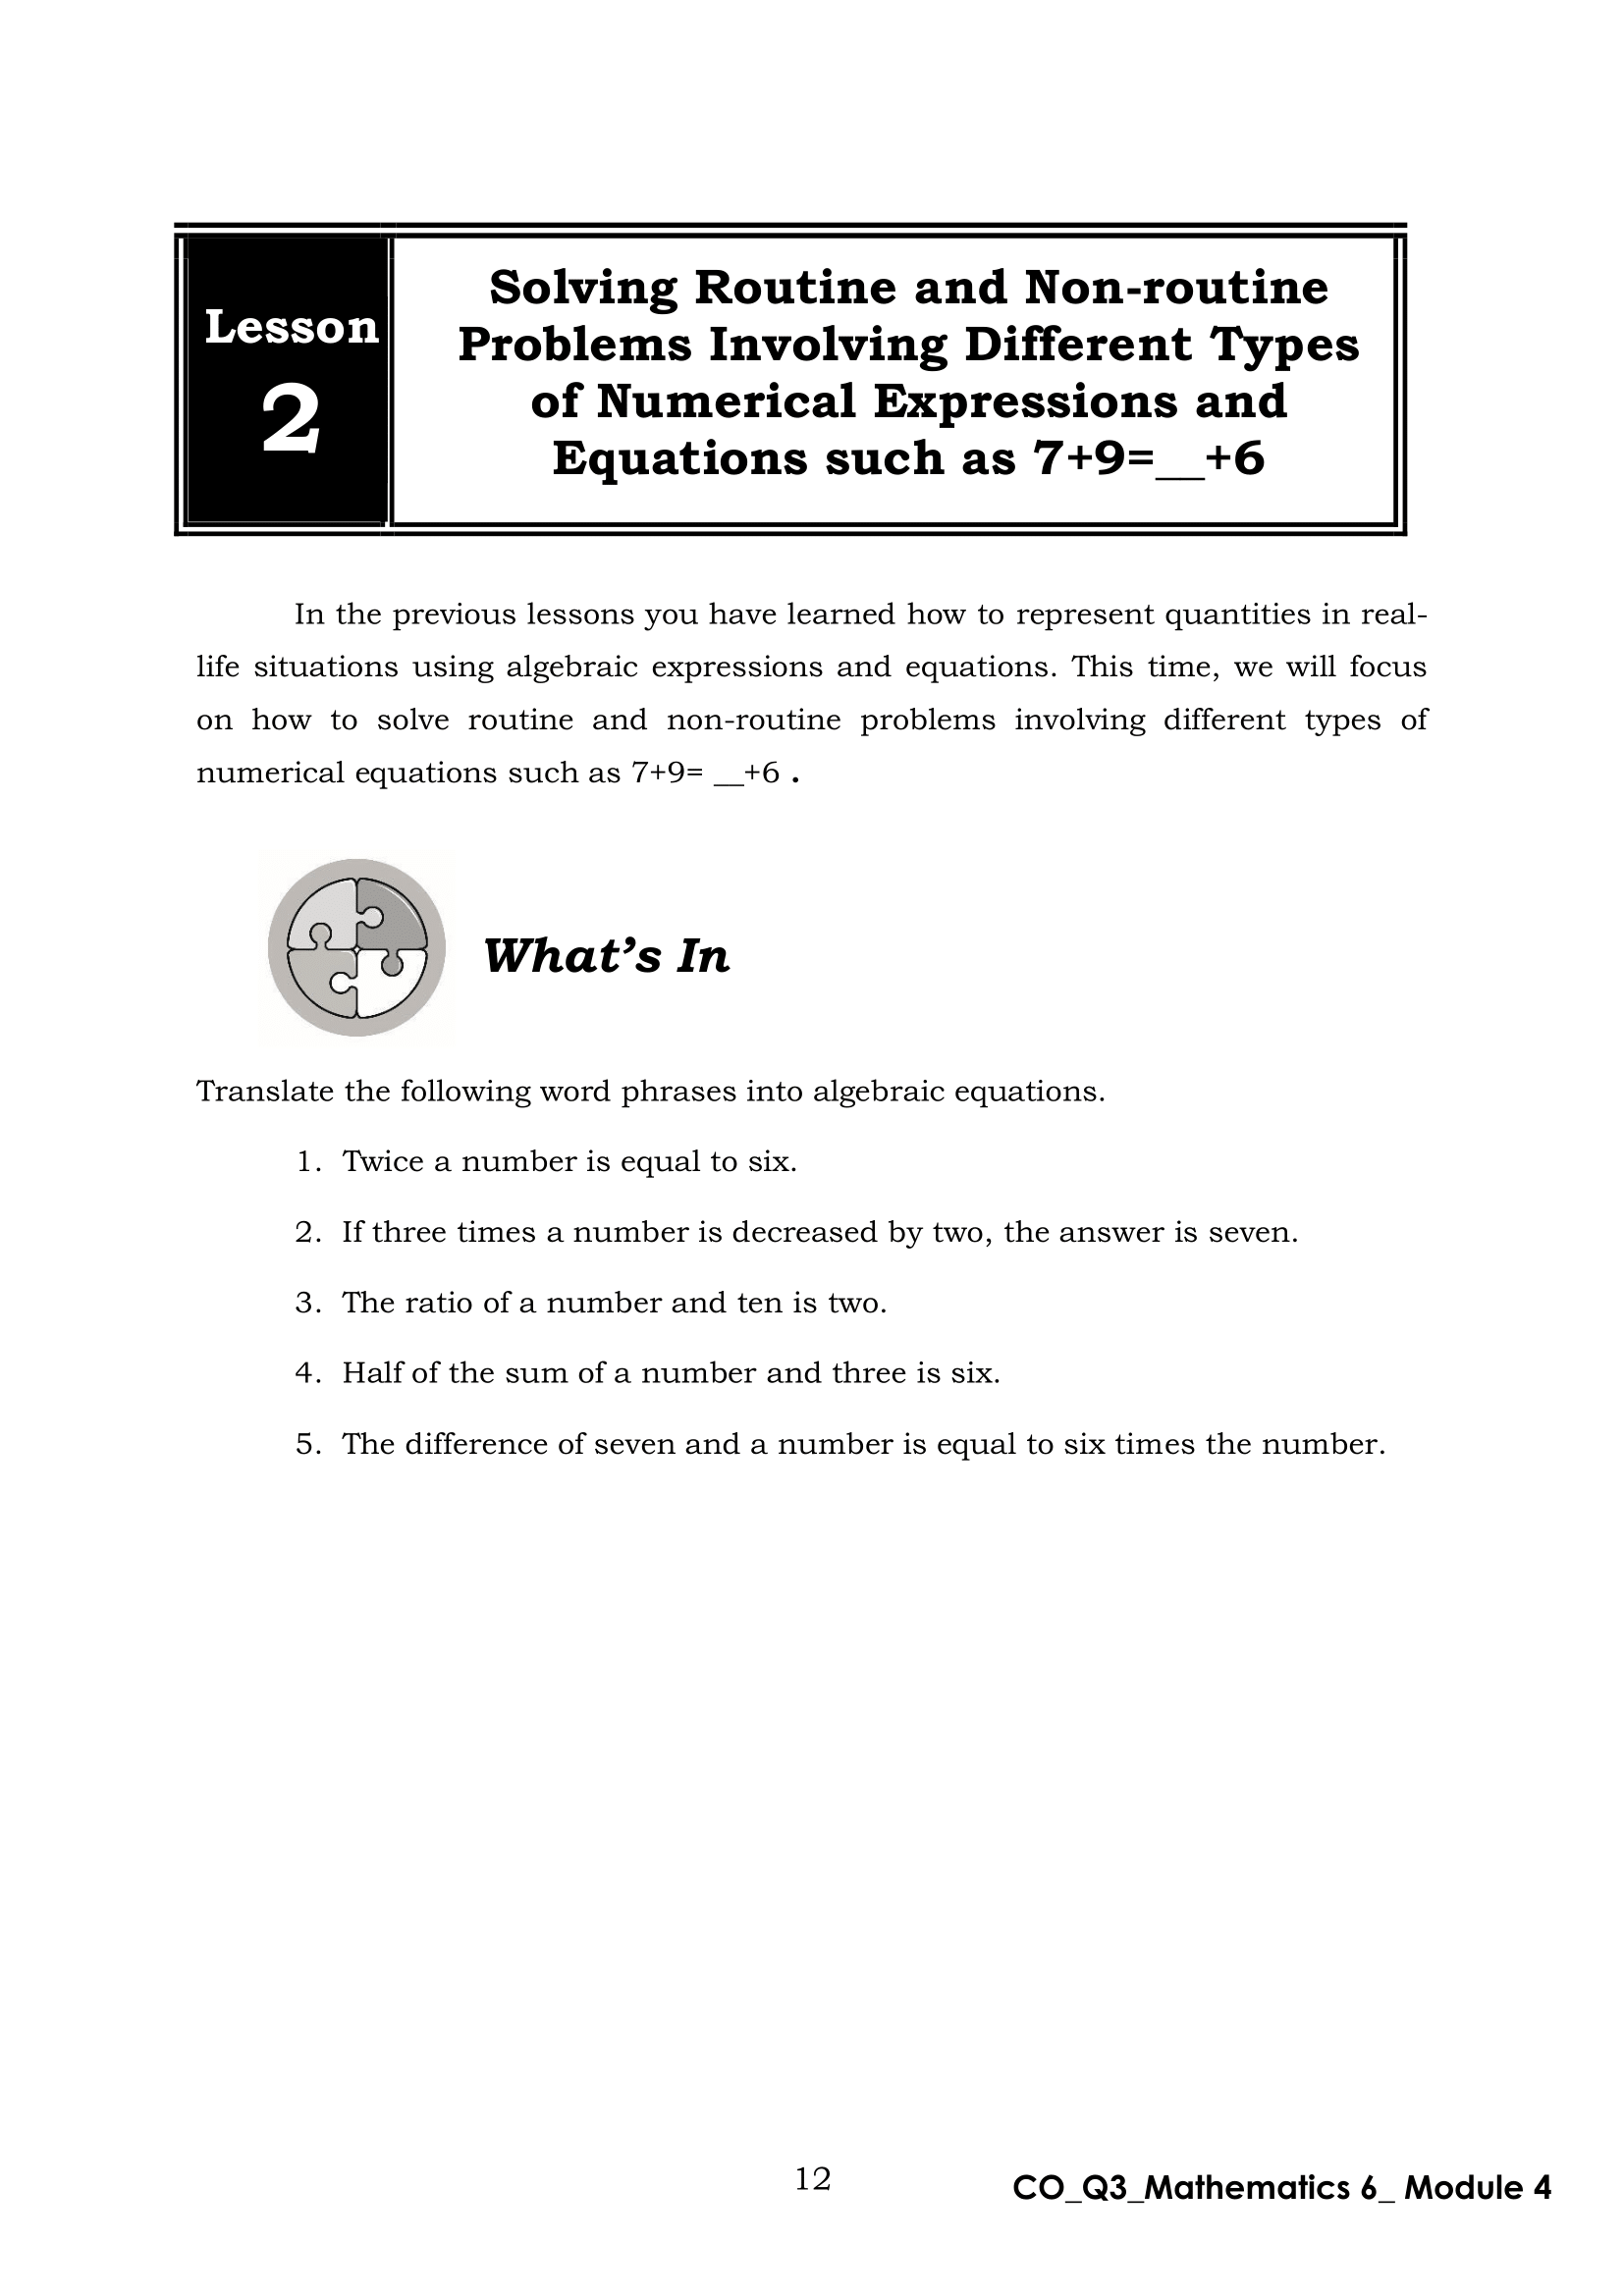 Lesson
2
Solving Routine and Non-routine
Problems Involving Different Types
of Numerical Expressions and
Equations such as 7+9=__+6
In the previous lessons you have learned how to represent quantities in real-
life situations using algebraic expressions and equations. This time, we will focus
on how to solve routine and non-routine problems involving different types of
numerical equations such as 7+9= __+6 .
What’s In
Translate the following word phrases into algebraic equations.
1. Twice a number is equal to six.
2. If three times a number is decreased by two, the answer is seven.
3. The ratio of a number and ten is two.
4. Half of the sum of a number and three is six.
5. The difference of seven and a number is equal to six times the number.
12
CO_Q3_Mathematics 6_ Module 4